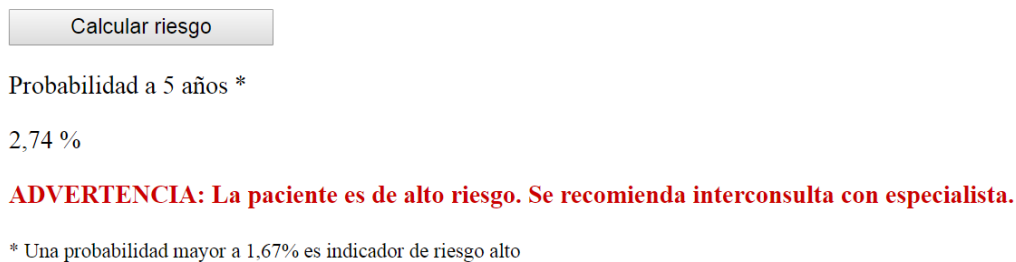 Calcular riesgo
Probabilidad a 5 años *
2,74 %
ADVERTENCIA: La paciente es de alto riesgo. Se recomienda interconsulta con especialista.
* Una probabilidad mayor a 1,67% es indicador de riesgo alto